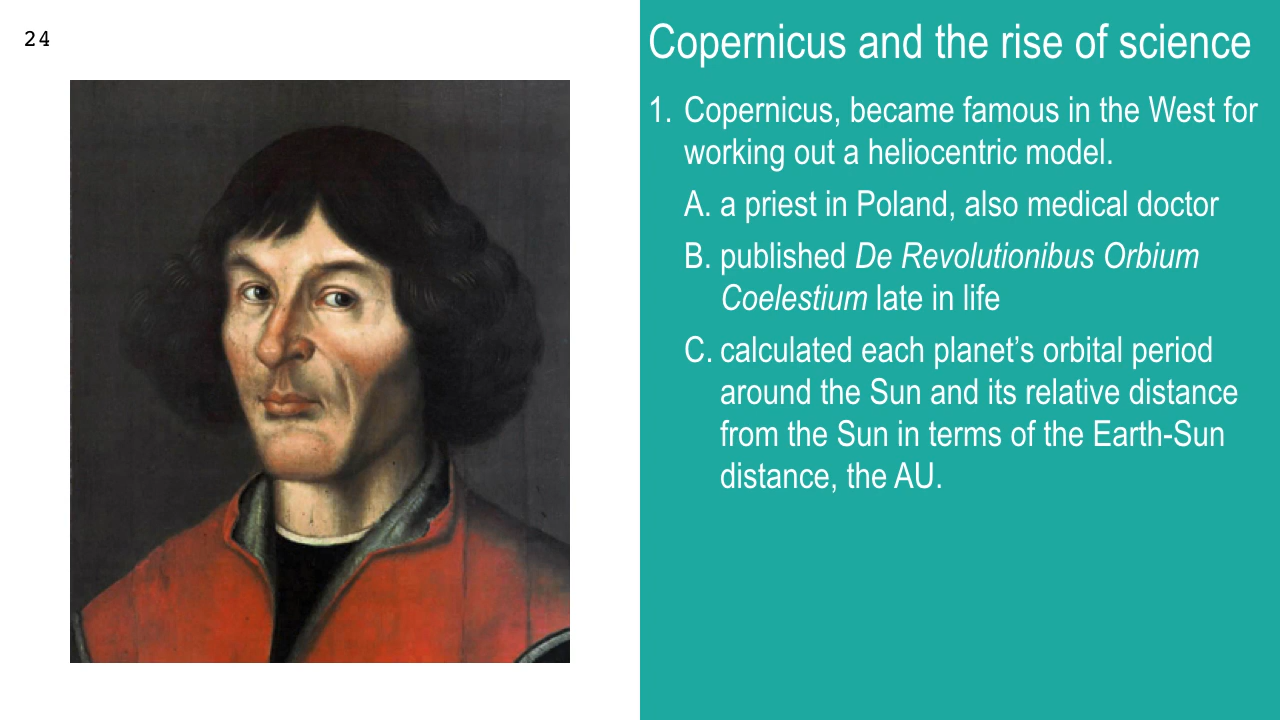 24
Copernicus and the rise of science
1. Copernicus, became famous in the West for
working out a heliocentric model.
A. a priest in Poland, also medical doctor
B. published De Revolutionibus Orbium
Coelestium late in life
C. calculated each planet’s orbital period
around the Sun and its relative distance
from the Sun in terms of the Earth-Sun
distance, the AU.